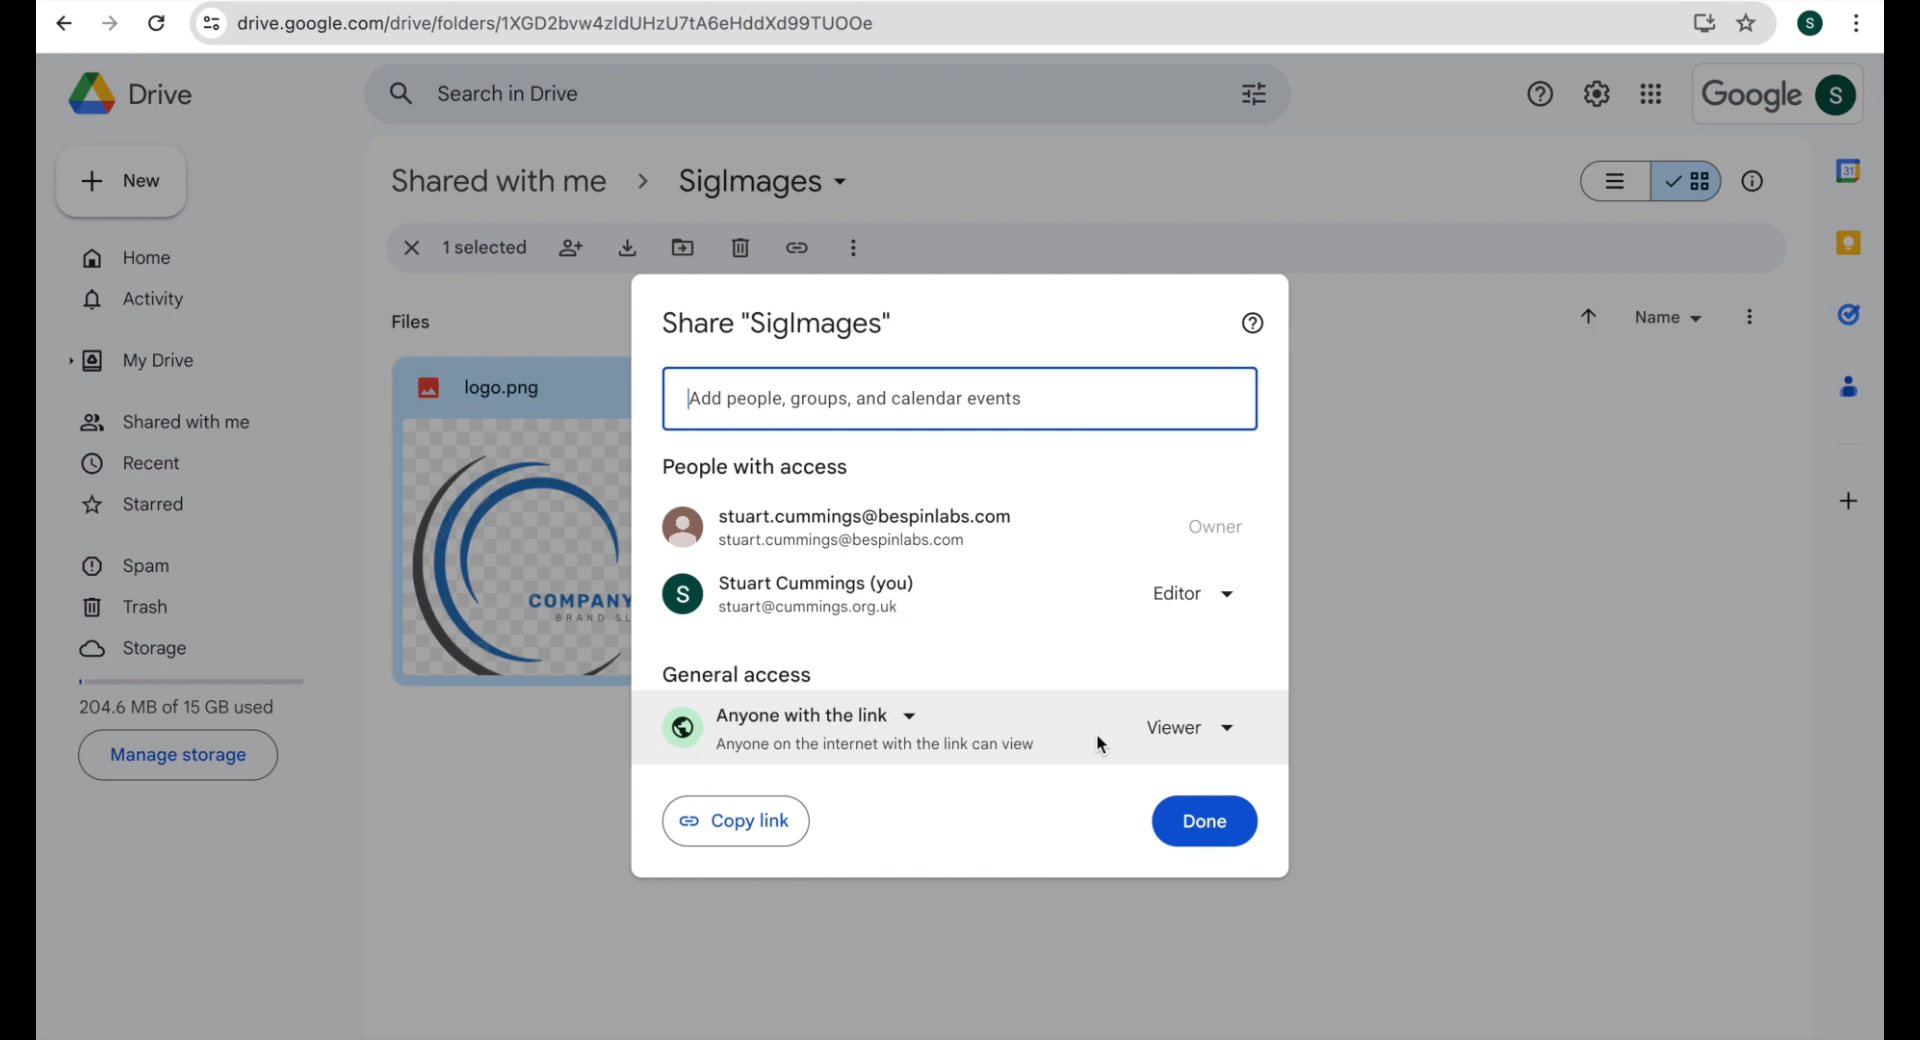 drive.google.com/drive/folders/1XGD2bvw4zldUHzU7tA6eHddXd99TUOOe
S
Drive
Search in Drive
Google
S
New
Shared with me
SigImages
31
Home
Activity
My Drive
Shared with me
Recent
Starred
Spam
Trash
Storage
204.6 MB of 15 GB used
Manage storage
1 selected
Files
Name
logo.png
COMPANY
BRAND SL
Share "SigImages"
Add people, groups, and calendar events
People with access
stuart.cummings@bespinlabs.com
stuart.cummings@bespinlabs.com
Owner
S
Stuart Cummings (you)
stuart@cummings.org.uk
Editor
General access
Anyone with the link
Anyone on the internet with the link can view
Viewer
Copy link
Done